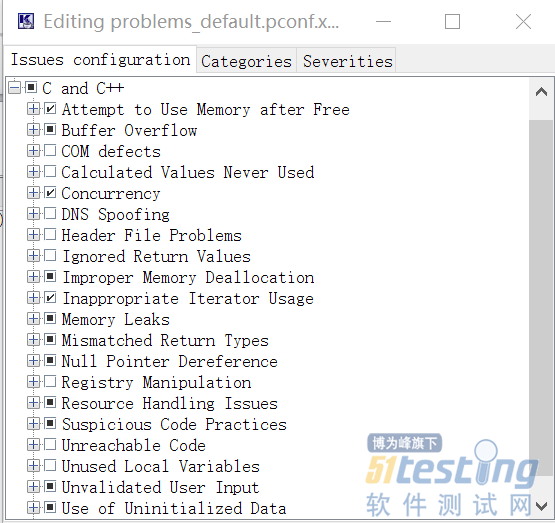 Editing problems_default.pconf.x...
Issues configuration Categories Severities
C and C++
Attempt to Use Memory after Free
Buffer Overflow
COM defects
Calculated Values Never Used
Concurrency
DNS Spoofing
Header File Problems
Ignored Return Values
Improper Memory Deallocation
Inappropriate Iterator Usage
Memory Leaks
Mismatched Return Types
Null Pointer Dereference
Registry Manipulation
Resource Handling Issues
Suspicious Code Practices
Unreachable Code
Unused Local Variables
Unvalidated User Input
Use of Uninitialized Data
博为峰旗下
51testing
软件测试网